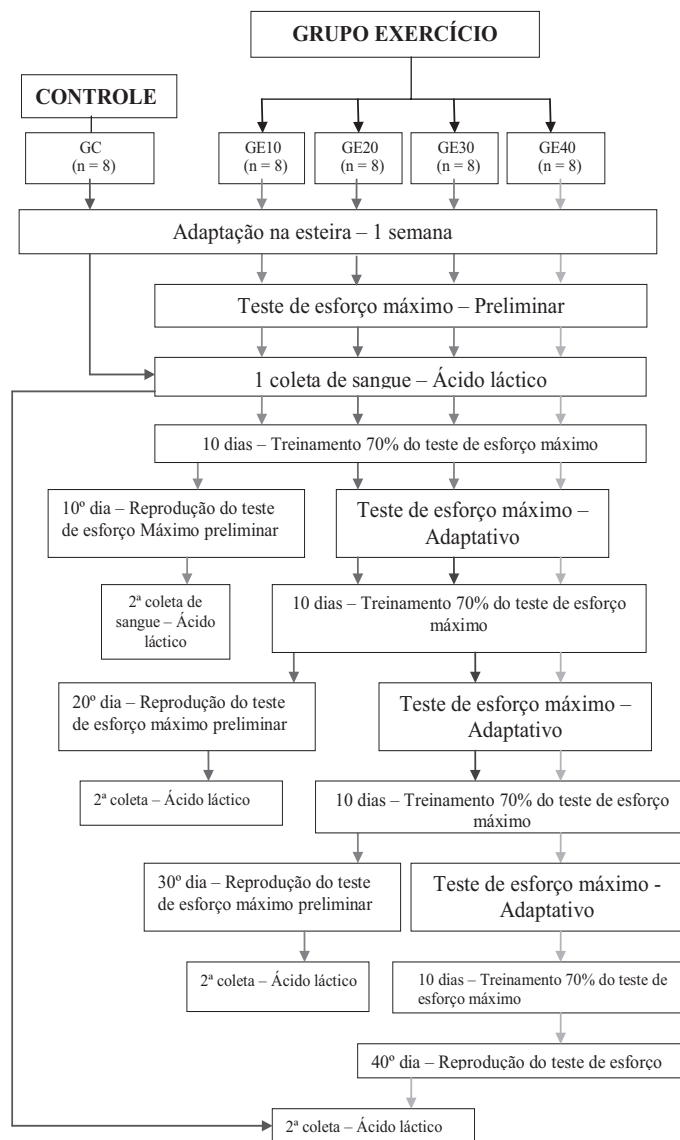 GRUPO EXERCÍCIO
CONTROLE
GC
(n = 8)
GE10
(n = 8)
GE20
(n = 8)
GE30
(n = 8)
GE40
(n = 8)
Adaptação na esteira – 1 semana
Teste de esforço máximo – Preliminar
1 coleta de sangue – Ácido láctico
10 dias – Treinamento 70% do teste de esforço máximo
10º dia – Reprodução do teste
de esforço Máximo preliminar
Teste de esforço máximo –
Adaptativo
2ª coleta de
sangue – Ácido
láctico
10 dias – Treinamento 70% do teste de esforço
máximo
20º dia – Reprodução do teste
de esforço máximo preliminar
Teste de esforço máximo –
Adaptativo
2ª coleta – Ácido láctico
10 dias – Treinamento 70% do teste de esforço
máximo
30º dia – Reprodução do teste
de esforço máximo preliminar
Teste de esforço máximo -
Adaptativo
2ª coleta – Ácido láctico
10 dias – Treinamento 70% do teste de
esforço máximo
40º dia – Reprodução do teste de esforço
2ª coleta – Ácido láctico